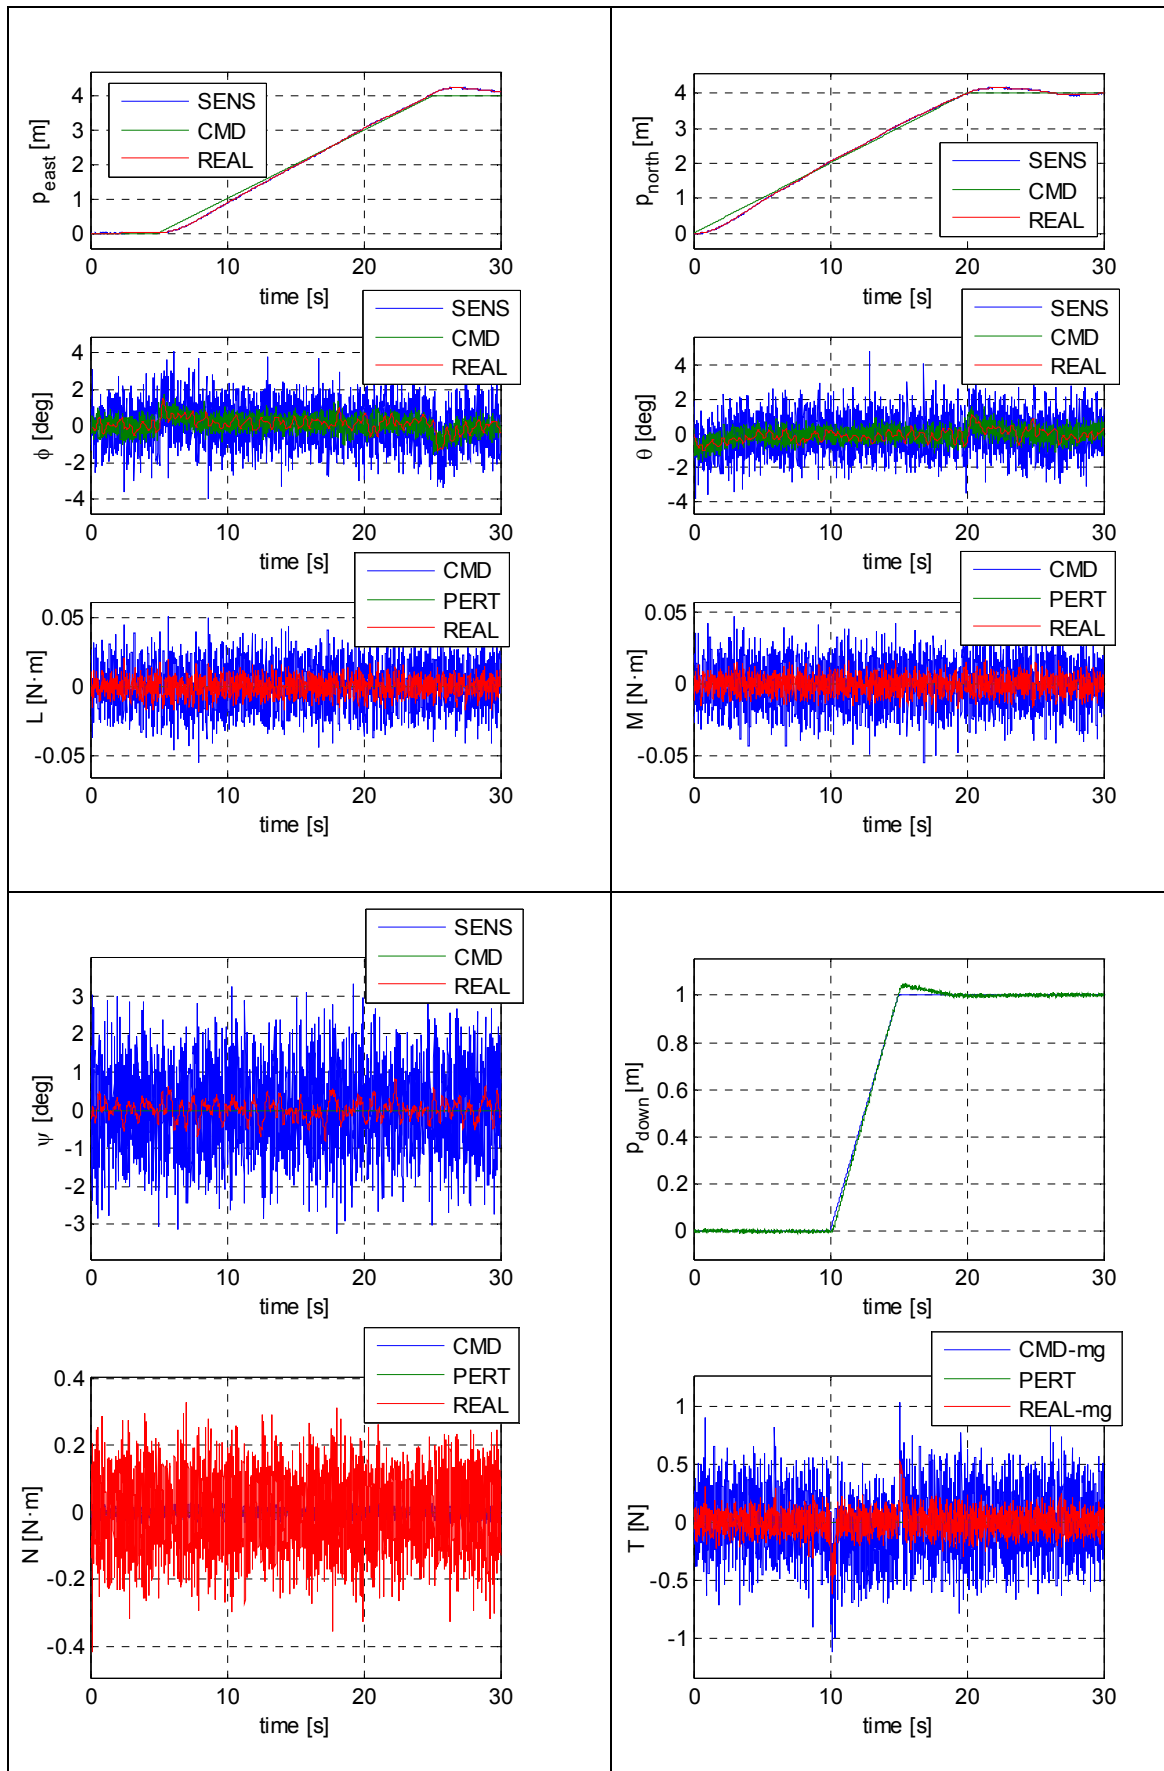 p_east [m]
4
3
2
1
0
SENS
CMD
REAL
0 10 20 30
time [s]
p_north [m]
4
3
2
1
0
SENS
CMD
REAL
0 10 20 30
time [s]
ϕ [deg]
4
2
0
-2
-4
SENS
CMD
REAL
0 10 20 30
time [s]
θ [deg]
4
2
0
-2
-4
SENS
CMD
REAL
0 10 20 30
time [s]
L [N·m]
0.05
0
-0.05
CMD
PERT
REAL
0 10 20 30
time [s]
M [N·m]
0.05
0
-0.05
CMD
PERT
REAL
0 10 20 30
time [s]
ψ [deg]
3
2
1
0
-1
-2
-3
SENS
CMD
REAL
0 10 20 30
time [s]
p_down [m]
1
0.8
0.6
0.4
0.2
0
0 10 20 30
time [s]
N [N·m]
0.4
0.2
0
-0.2
-0.4
CMD
PERT
REAL
0 10 20 30
time [s]
T [N]
1
0.5
0
-0.5
-1
CMD-mg
PERT
REAL-mg
0 10 20 30
time [s]